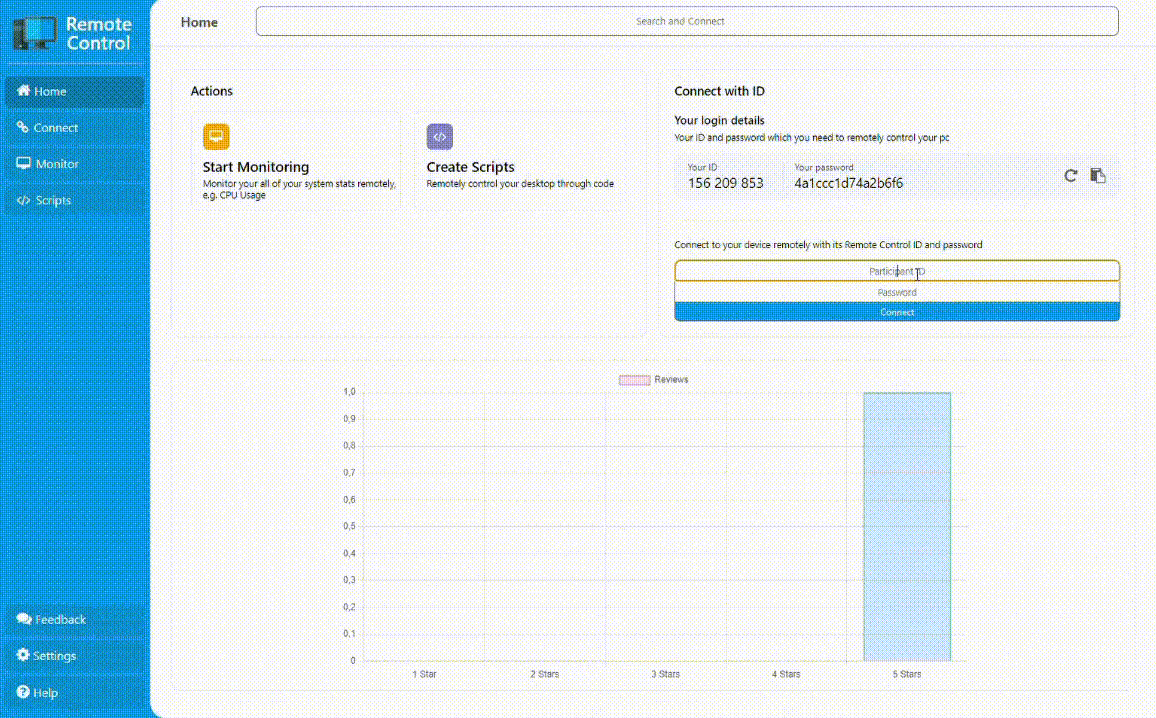 Remote
Control
Home
Connect
Monitor
Scripts
Feedback
Settings
Help
Home
Search and Connect
Actions
Start Monitoring
Monitor your all of your system stats remotely,
e.g. CPU Usage
Create Scripts
Remotely control your desktop through code
Connect with ID
Your login details
Your ID and password which you need to remotely control your pc
Your ID
156 209 853
Your password
4a1ccc1d74a2b6f6
Connect to your device remotely with its Remote Control ID and password
Participant ID
Password
Connect
Reviews
1,0
0,9
0,8
0,7
0,6
0,5
0,4
0,3
0,2
0,1
0
1 Star
2 Stars
3 Stars
4 Stars
5 Stars